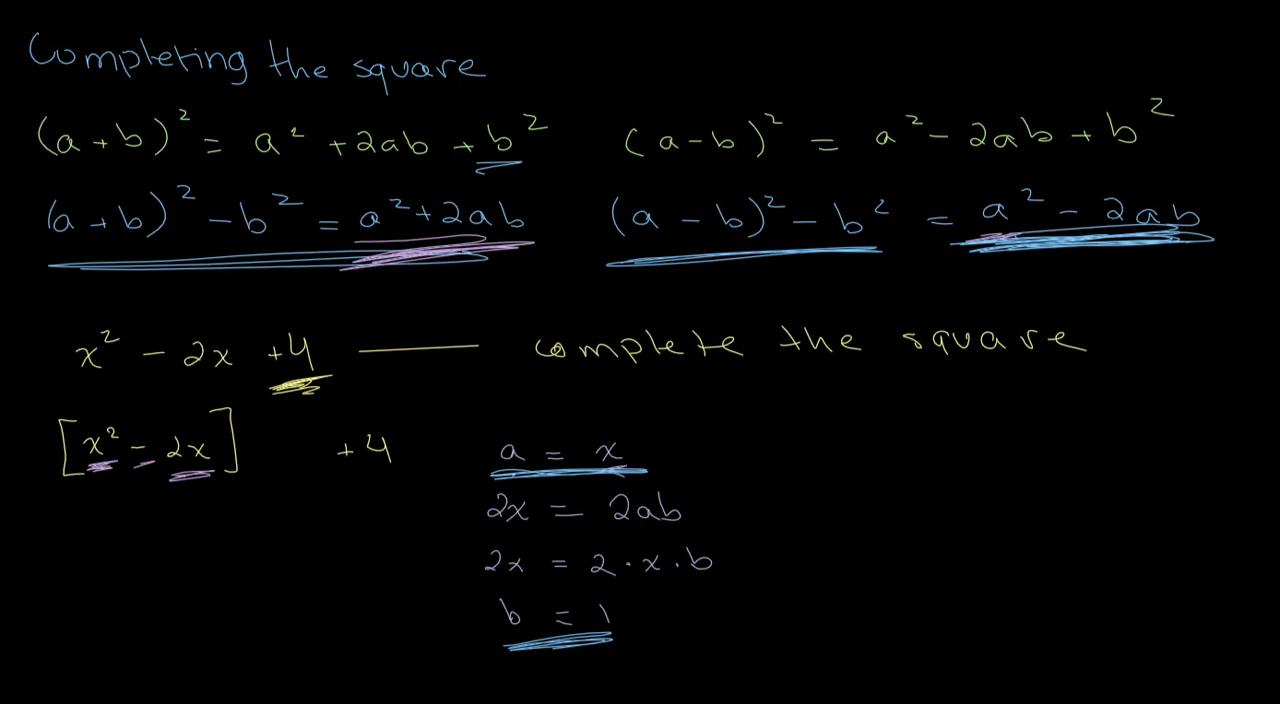 Completing the square
(a+b)² = a² + 2ab + b² (a-b)² = a² - 2ab + b²
(a+b)² - b² = a² + 2ab (a - b)² - b² = a² - 2ab
x² - 2x + 4 —— complete the square
[x² - 2x] + 4
a = x
2x = 2ab
2x = 2 · x · b
b = 1